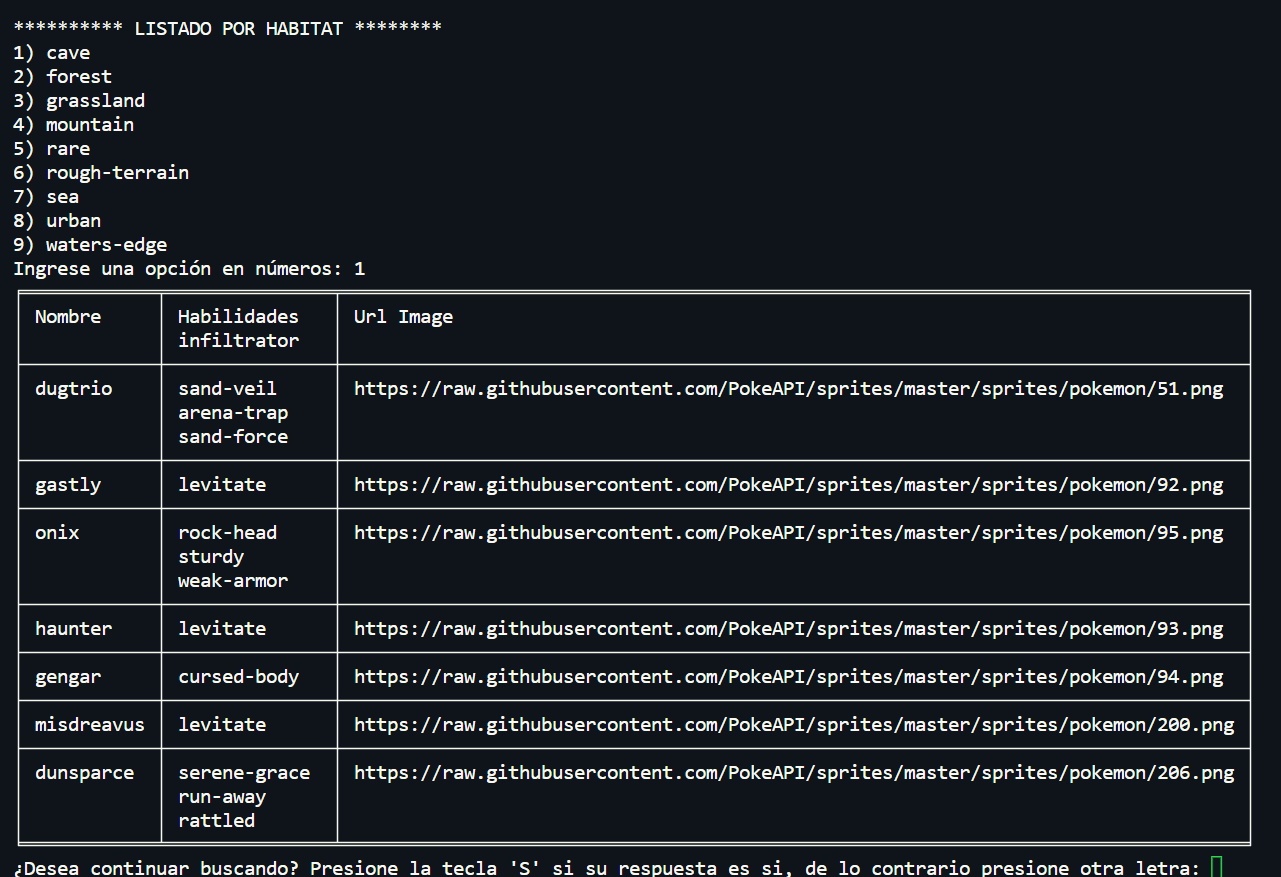 ********** LISTADO POR HABITAT ********
1) cave
2) forest
3) grassland
4) mountain
5) rare
6) rough-terrain
7) sea
8) urban
9) waters-edge
Ingrese una opción en números: 1
Nombre Habilidades Url Image
infiltrator
dugtrio sand-veil https://raw.githubusercontent.com/PokeAPI/sprites/master/sprites/pokemon/51.png
arena-trap
sand-force
gastly levitate https://raw.githubusercontent.com/PokeAPI/sprites/master/sprites/pokemon/92.png
onix rock-head https://raw.githubusercontent.com/PokeAPI/sprites/master/sprites/pokemon/95.png
sturdy
weak-armor
haunter levitate https://raw.githubusercontent.com/PokeAPI/sprites/master/sprites/pokemon/93.png
gengar cursed-body https://raw.githubusercontent.com/PokeAPI/sprites/master/sprites/pokemon/94.png
misdreavus levitate https://raw.githubusercontent.com/PokeAPI/sprites/master/sprites/pokemon/200.png
dunsparce serene-grace https://raw.githubusercontent.com/PokeAPI/sprites/master/sprites/pokemon/206.png
run-away
rattled
¿Desea continuar buscando? Presione la tecla 'S' si su respuesta es si, de lo contrario presione otra letra: